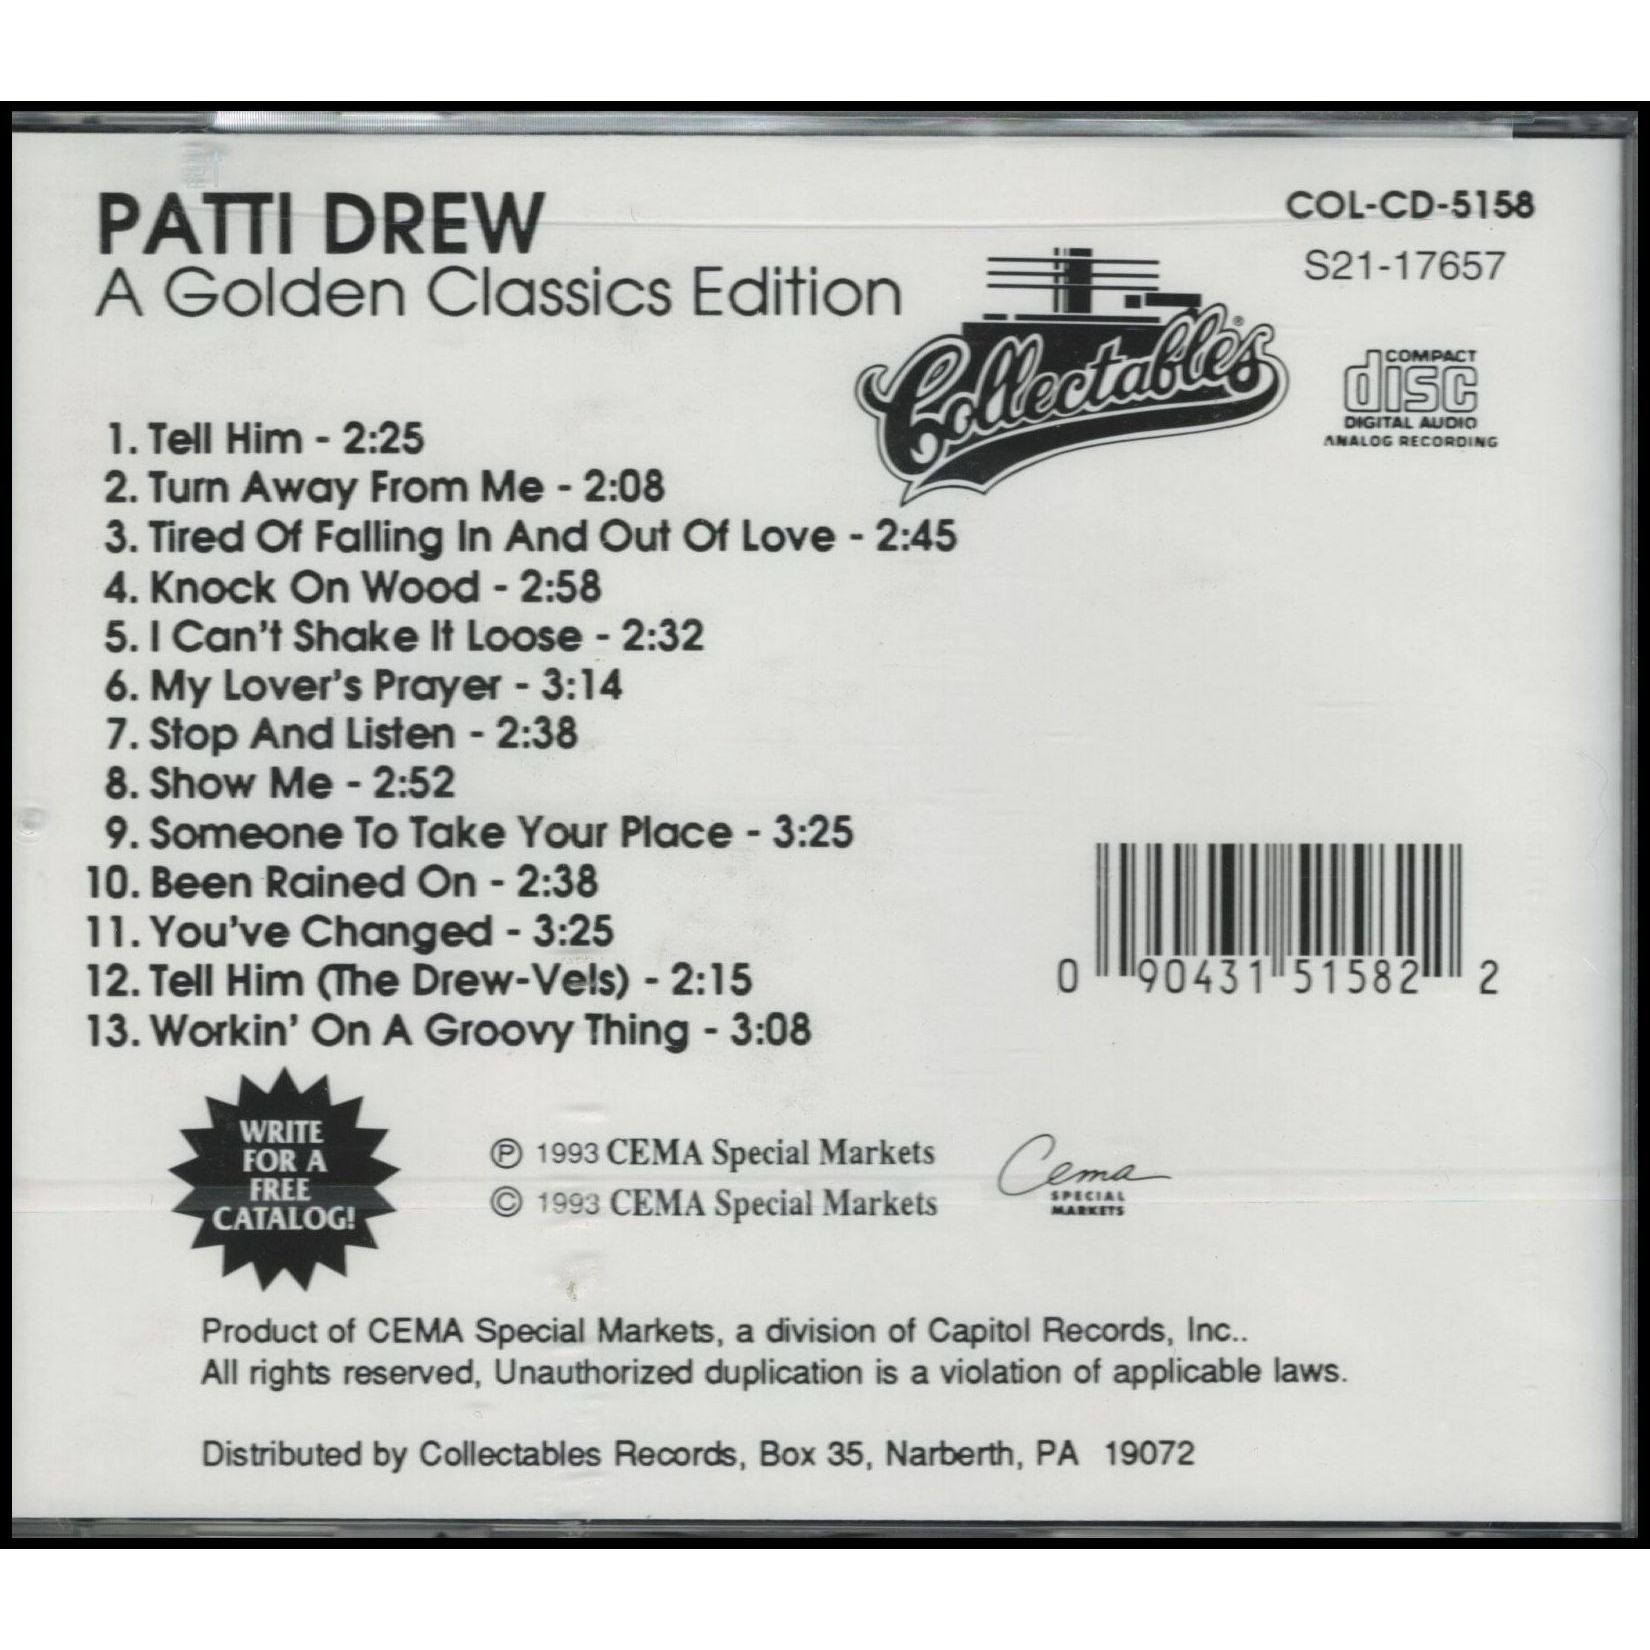 PATTI DREW
A Golden Classics Edition
COL-CD-5158
S21-17657
Collectables®
COMPACT
disc
DIGITAL AUDIO
ANALOG RECORDING
1. Tell Him - 2:25
2. Turn Away From Me - 2:08
3. Tired Of Falling In And Out Of Love - 2:45
4. Knock On Wood - 2:58
5. I Can't Shake It Loose - 2:32
6. My Lover's Prayer - 3:14
7. Stop And Listen - 2:38
8. Show Me - 2:52
9. Someone To Take Your Place - 3:25
10. Been Rained On - 2:38
11. You've Changed - 3:25
12. Tell Him (The Drew-Vels) - 2:15
13. Workin' On A Groovy Thing - 3:08
0 90431 51582 2
WRITE
FOR A
FREE
CATALOG!
℗ 1993 CEMA Special Markets
© 1993 CEMA Special Markets
Cema
SPECIAL
MARKETS
Product of CEMA Special Markets, a division of Capitol Records, Inc..
All rights reserved, Unauthorized duplication is a violation of applicable laws.
Distributed by Collectables Records, Box 35, Narberth, PA 19072